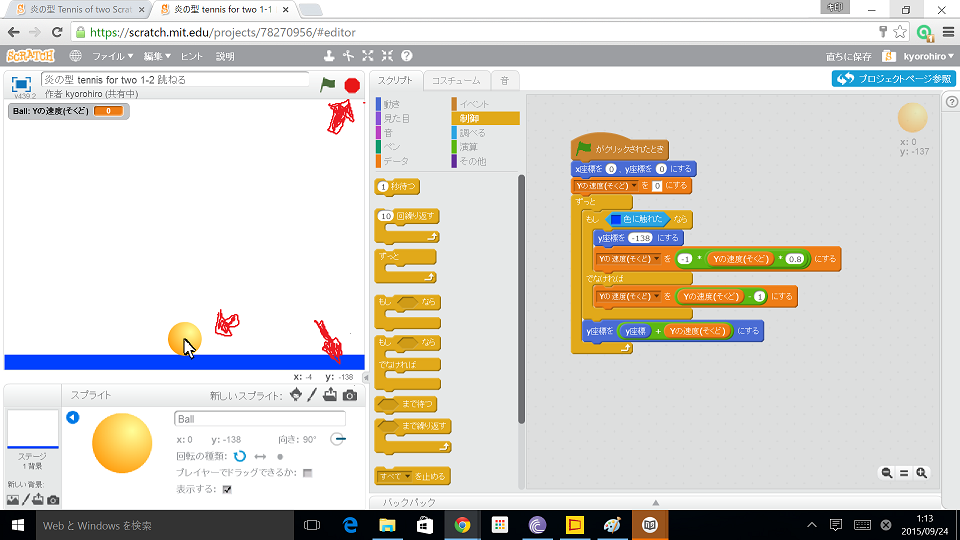 炎の型 Tennis of two Scrat
炎の型 tennis for two 1-1
https://scratch.mit.edu/projects/78270956/#editor
SCRATCH
ファイル
編集
ヒント
説明
直ちに保存
kyorohiro
炎の型 tennis for two 1-2 跳ねる
作者 kyorohiro (共有中)
v439.2
Ball: Yの速度(そくど) 0
x: -4 y: -138
スクリプト
コスチューム
音
プロジェクトページ参照
動き
イベント
見た目
制御
音
調べる
ペン
演算
データ
その他
1 秒待つ
10 回繰り返す
ずっと
もし なら
もし なら
でなければ
まで待つ
まで繰り返す
すべて を止める
がクリックされたとき
x座標を 0 、y座標を 0 にする
Yの速度(そくど) を 0 にする
ずっと
もし 色に触れた なら
y座標を -138 にする
Yの速度(そくど) を -1 * Yの速度(そくど) * 0.8 にする
でなければ
Yの速度(そくど) を Yの速度(そくど) - 1 にする
y座標を y座標 + Yの速度(そくど) にする
x: 0
y: -137
スプライト
新しいスプライト:
ステージ
1 背景
新しい背景:
Ball
x: 0 y: -138 向き: 90°
回転の種類:
プレイヤーでドラッグできるか:
表示する:
バックパック
Web と Windows を検索
1:13
2015/09/24